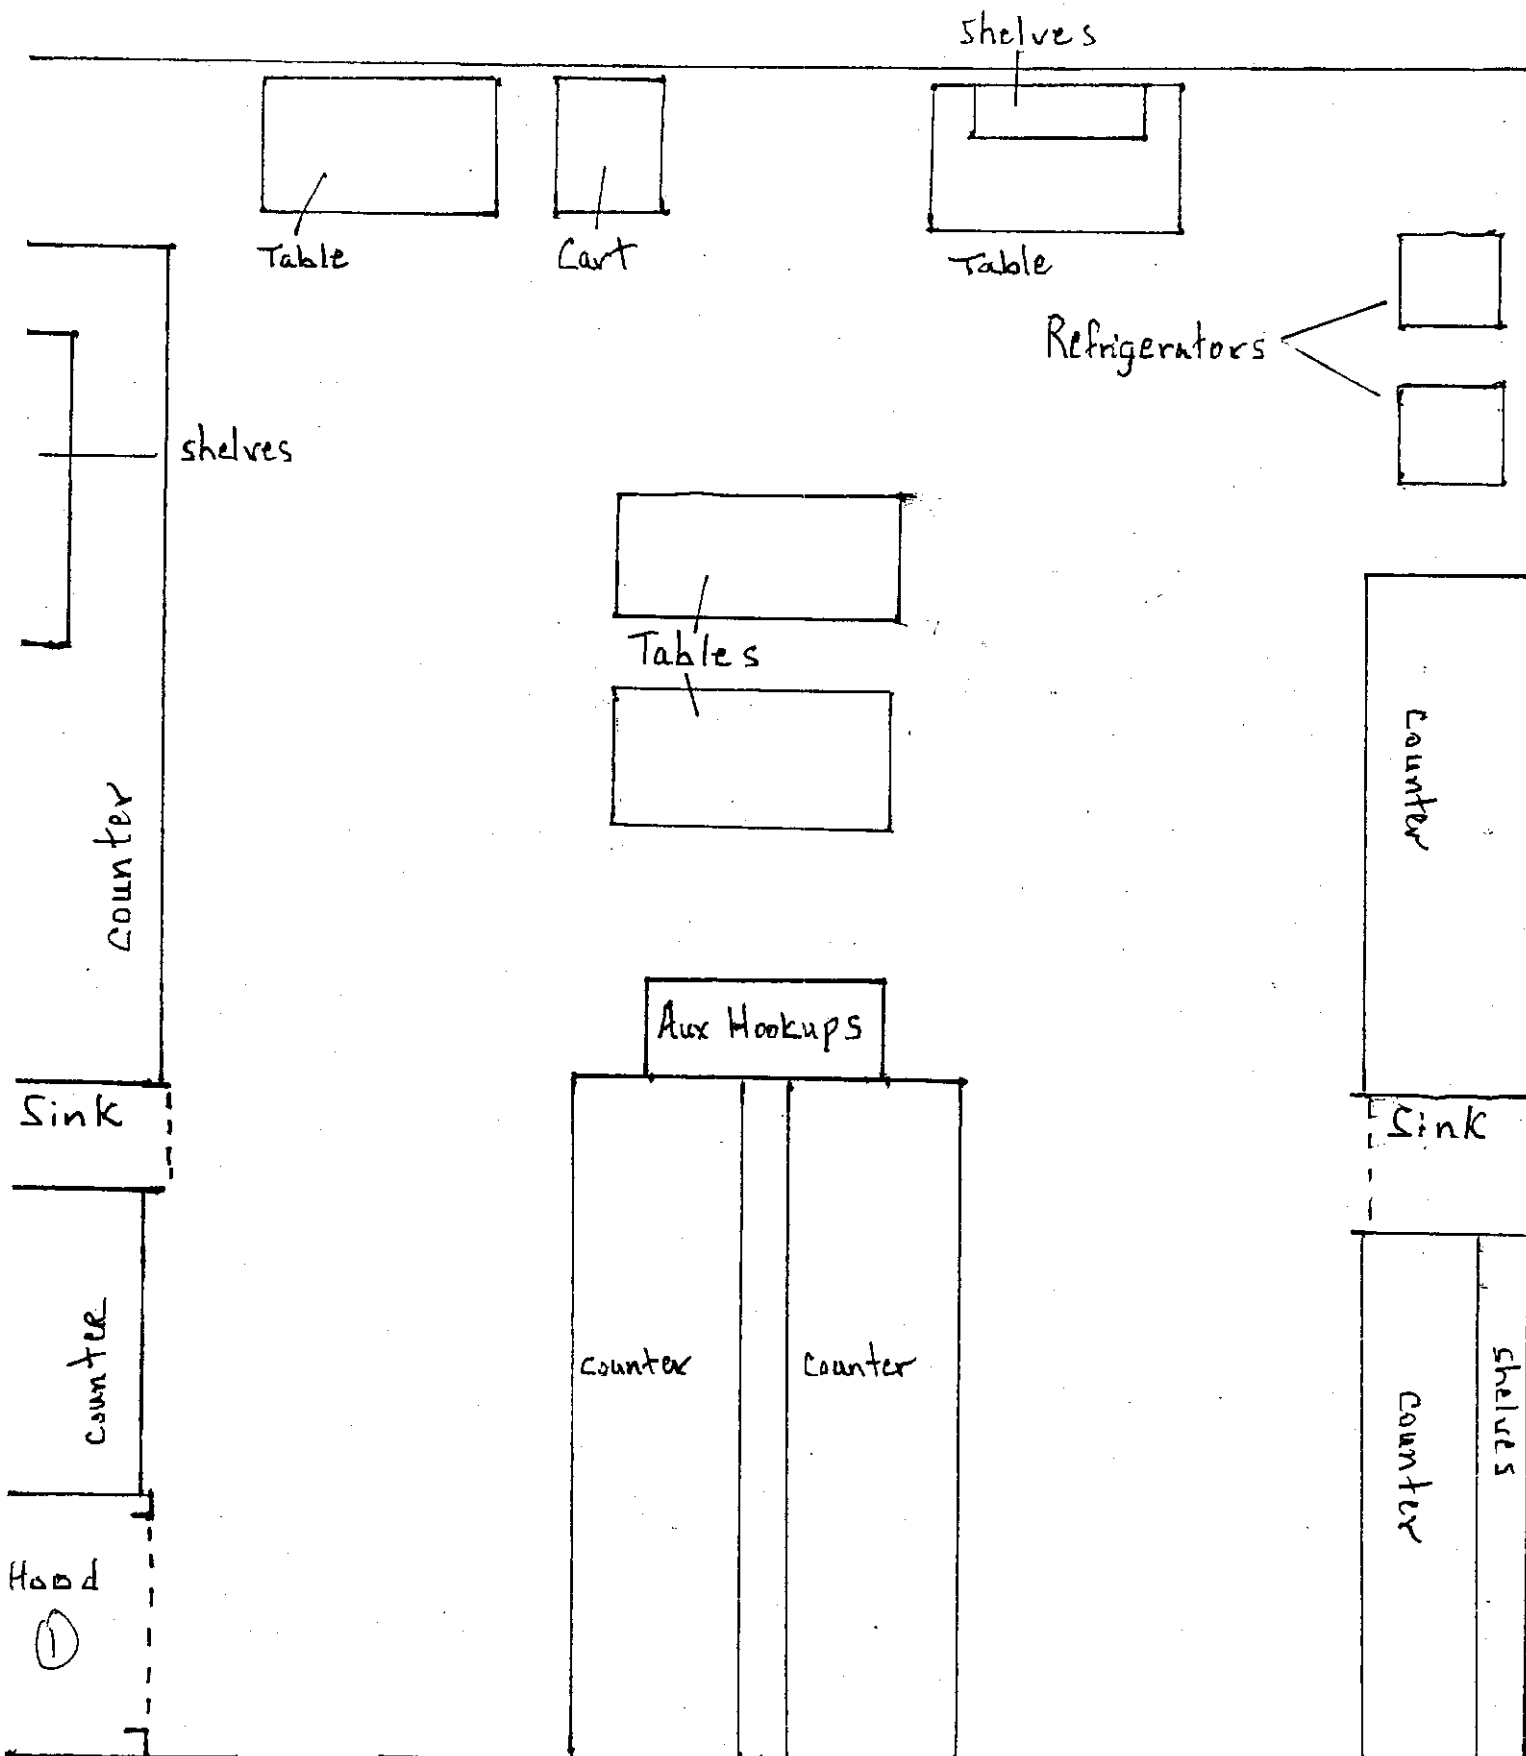 Shelves
Table
Cart
Table
Refrigerators
shelves
Tables
counter
counter
Aux Hookups
Sink
Sink
counter
counter
counter
counter
shelves
Hood
1